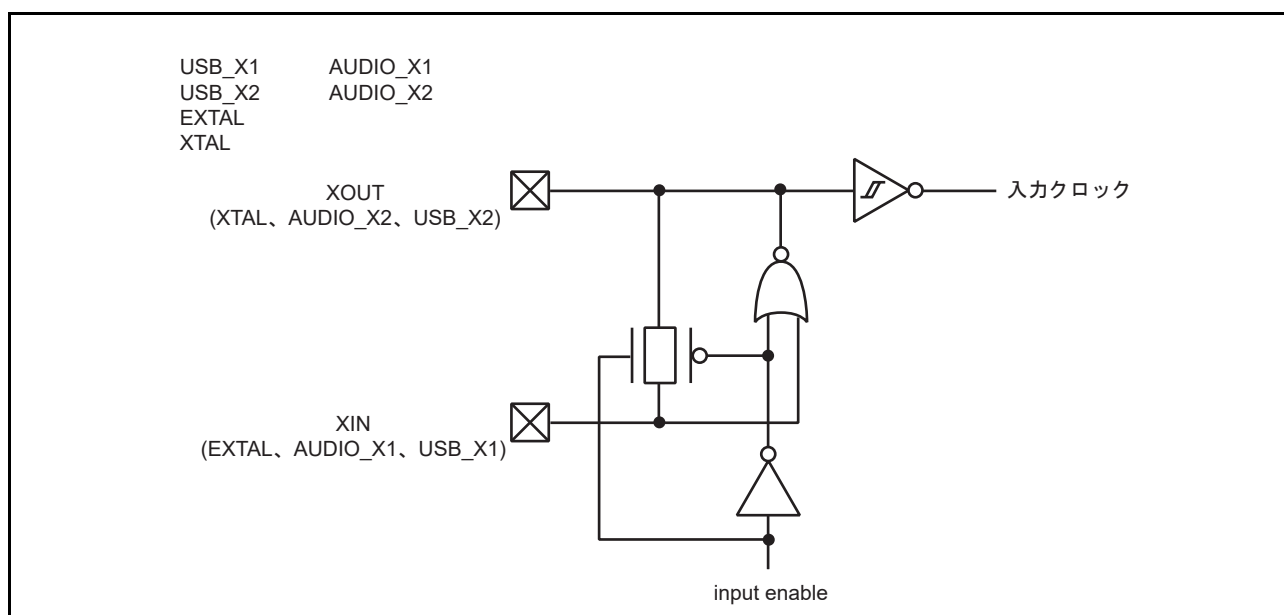 USB_X1 AUDIO_X1
USB_X2 AUDIO_X2
EXTAL
XTAL
XOUT
(XTAL、AUDIO_X2、USB_X2)
入力クロック
XIN
(EXTAL、AUDIO_X1、USB_X1)
input enable